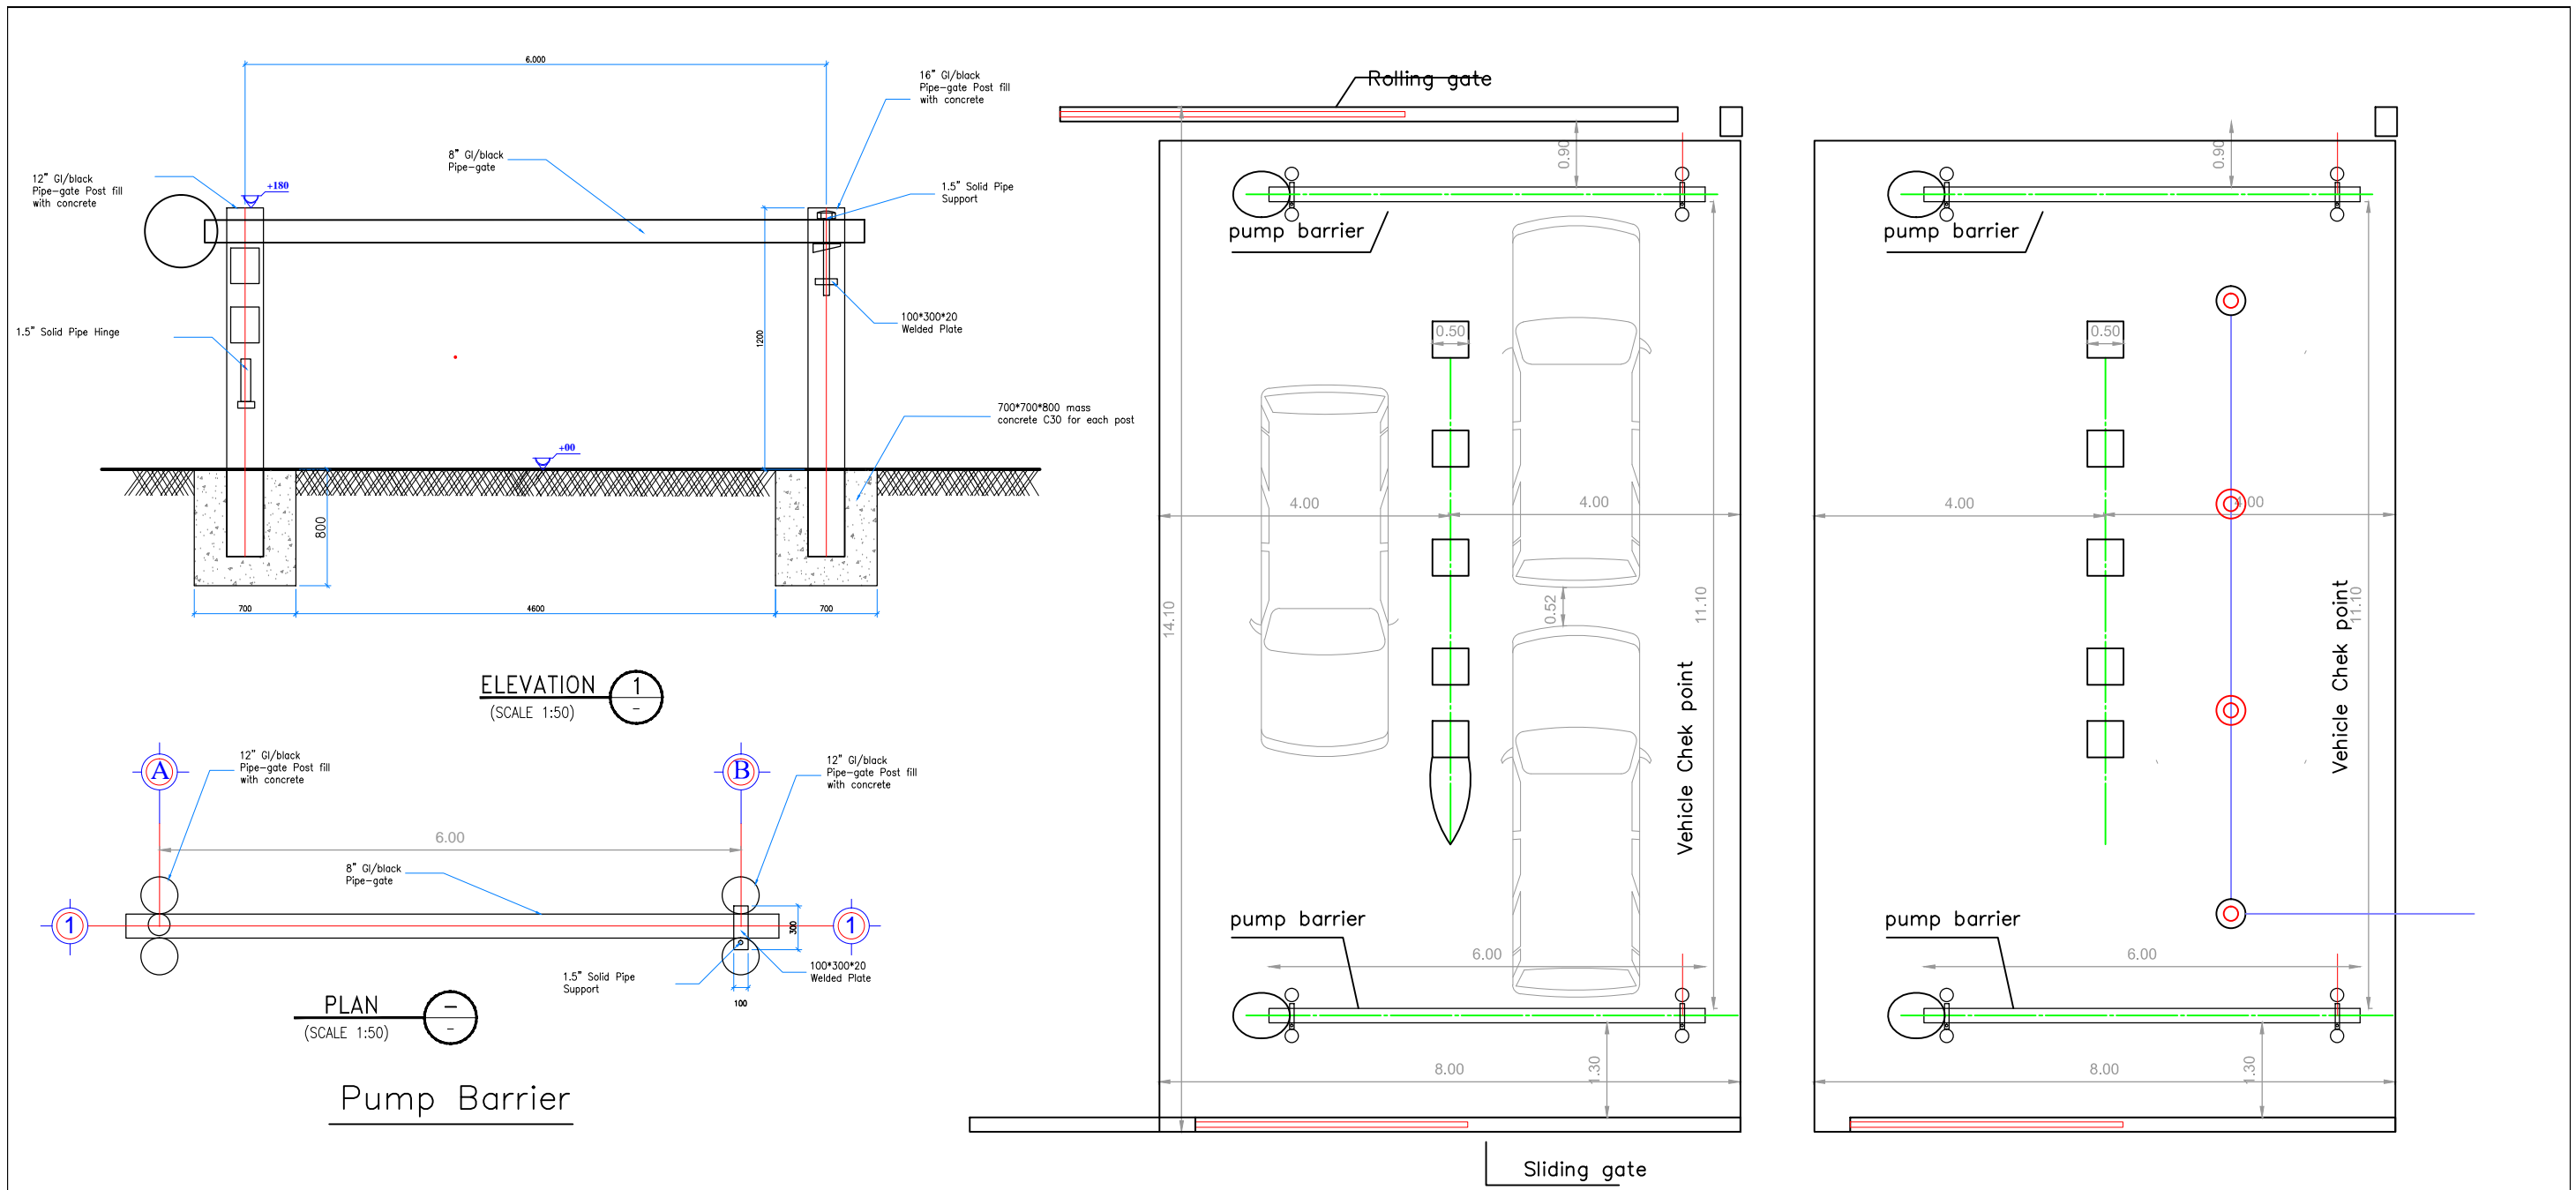 6.000
16" GI/black
Pipe-gate Post fill
with concrete
8" GI/black
Pipe-gate
12" GI/black
Pipe-gate Post fill
with concrete
+180
1.5" Solid Pipe
Support
1.5" Solid Pipe Hinge
100*300*20
Welded Plate
1200
700*700*800 mass
concrete C30 for each post
+00
800
700
4600
700
ELEVATION
1
-
(SCALE 1:50)
A
B
12" GI/black
Pipe-gate Post fill
with concrete
12" GI/black
Pipe-gate Post fill
with concrete
6.00
8" GI/black
Pipe-gate
1
1
300
100*300*20
Welded Plate
1.5" Solid Pipe
Support
100
PLAN
-
-
(SCALE 1:50)
Pump Barrier
Rolling gate
0.90
pump barrier
0.50
4.00
4.00
0.52
14.10
11.10
Vehicle Chek point
pump barrier
6.00
1.30
8.00
Sliding gate
0.90
pump barrier
0.50
4.00
4.00
11.10
Vehicle Chek point
pump barrier
6.00
1.30
8.00